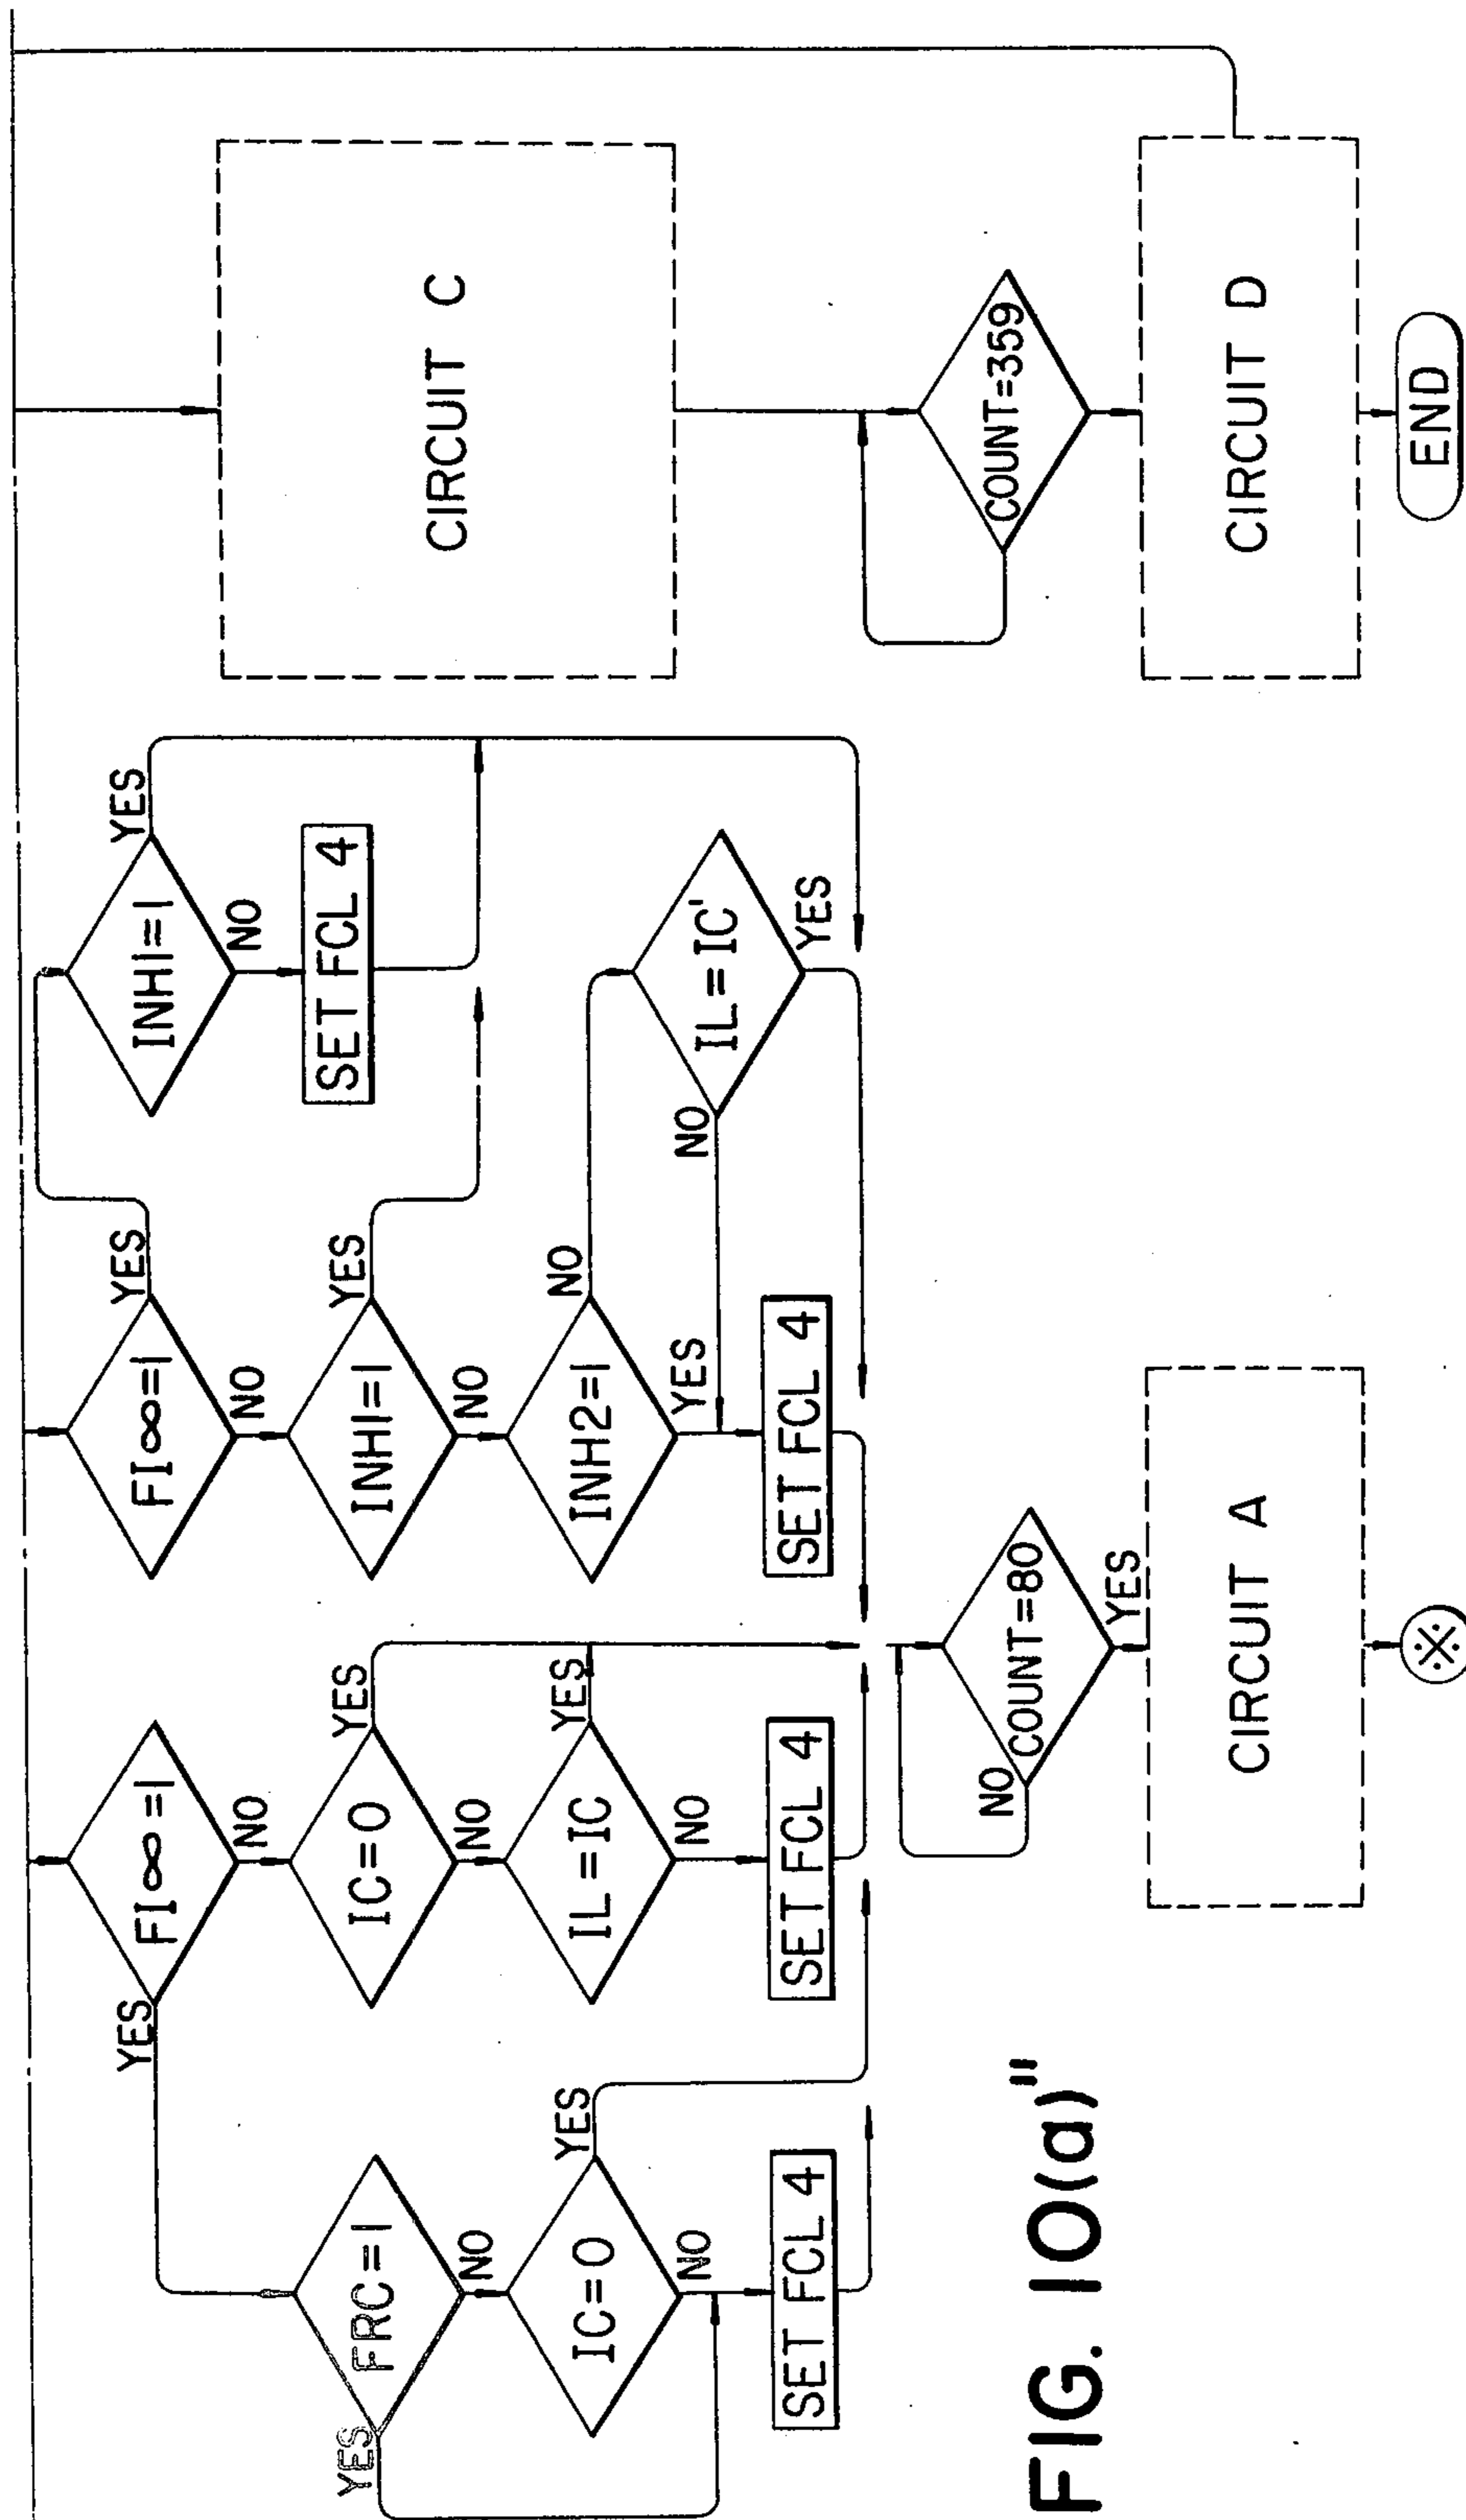 FI∞=1
YES
NO
FRC=1
YES
NO
IC=0
YES
NO
SET FCL 4
IC=0
YES
NO
IL=IC
YES
NO
SET FCL 4
FI∞=1
YES
NO
INH1=1
YES
NO
INH2=1
NO
YES
SET FCL 4
INH1=1
YES
NO
SET FCL 4
IL=IC'
NO
YES
COUNT=80
NO
YES
CIRCUIT A
※
CIRCUIT C
COUNT=359
CIRCUIT D
END
FIG. 10(a)"